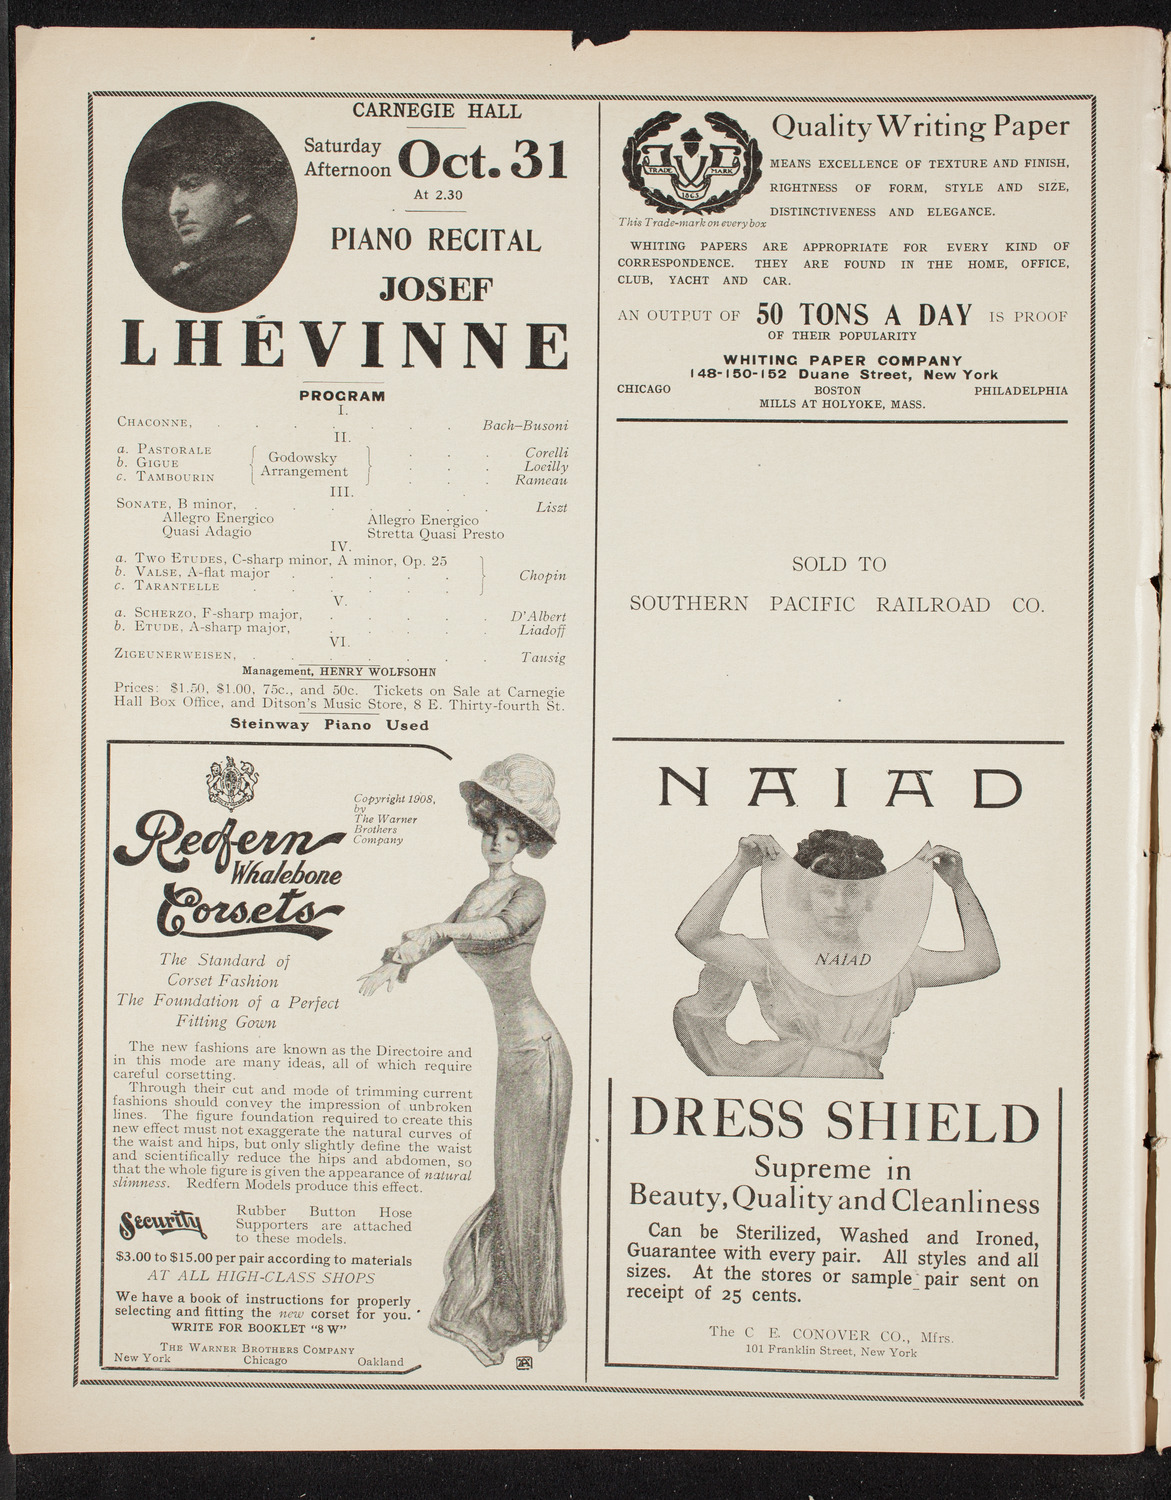 CARNEGIE HALL
Saturday
Afternoon Oct. 31
At 2.30
PIANO RECITAL
JOSEF
LHÉVINNE
PROGRAM
I.
CHACONNE, . . . . . . Bach–Busoni
II.
a. PASTORALE . . . Corelli
b. GIGUE . . . Loeilly
c. TAMBOURIN . . . Rameau
Godowsky
Arrangement
III.
SONATE, B minor, . . . . . . Liszt
Allegro Energico Allegro Energico
Quasi Adagio Stretta Quasi Presto
IV.
a. TWO ETUDES, C-sharp minor, A minor, Op. 25
b. VALSE, A-flat major . . . . . Chopin
c. TARANTELLE . . . . . .
V.
a. SCHERZO, F-sharp major, . . . . . D'Albert
b. ETUDE, A-sharp major, . . . . . Liadoff
VI.
ZIGEUNERWEISEN, . . . . . . . Tausig
Management, HENRY WOLFSOHN
Prices: $1.50, $1.00, 75c., and 50c. Tickets on Sale at Carnegie
Hall Box Office, and Ditson's Music Store, 8 E. Thirty-fourth St.
Steinway Piano Used
Redfern
Whalebone
Corsets
Copyright 1908,
by
The Warner
Brothers
Company
The Standard of
Corset Fashion
The Foundation of a Perfect
Fitting Gown
The new fashions are known as the Directoire and
in this mode are many ideas, all of which require
careful corsetting.
Through their cut and mode of trimming current
fashions should convey the impression of unbroken
lines. The figure foundation required to create this
new effect must not exaggerate the natural curves of
the waist and hips, but only slightly define the waist
and scientifically reduce the hips and abdomen, so
that the whole figure is given the appearance of natural
slimness. Redfern Models produce this effect.
Security
Rubber Button Hose
Supporters are attached
to these models.
$3.00 to $15.00 per pair according to materials
AT ALL HIGH-CLASS SHOPS
We have a book of instructions for properly
selecting and fitting the new corset for you.
WRITE FOR BOOKLET "8 W"
THE WARNER BROTHERS COMPANY
New York Chicago Oakland
TRADE MARK
1865
This Trade-mark on every box
Quality Writing Paper
MEANS EXCELLENCE OF TEXTURE AND FINISH,
RIGHTNESS OF FORM, STYLE AND SIZE,
DISTINCTIVENESS AND ELEGANCE.
WHITING PAPERS ARE APPROPRIATE FOR EVERY KIND OF
CORRESPONDENCE. THEY ARE FOUND IN THE HOME, OFFICE,
CLUB, YACHT AND CAR.
AN OUTPUT OF 50 TONS A DAY IS PROOF
OF THEIR POPULARITY
WHITING PAPER COMPANY
148-150-152 Duane Street, New York
CHICAGO BOSTON PHILADELPHIA
MILLS AT HOLYOKE, MASS.
SOLD TO
SOUTHERN PACIFIC RAILROAD CO.
NAIAD
NAIAD
DRESS SHIELD
Supreme in
Beauty, Quality and Cleanliness
Can be Sterilized, Washed and Ironed,
Guarantee with every pair. All styles and all
sizes. At the stores or sample pair sent on
receipt of 25 cents.
The C E. CONOVER CO., Mfrs.
101 Franklin Street, New York